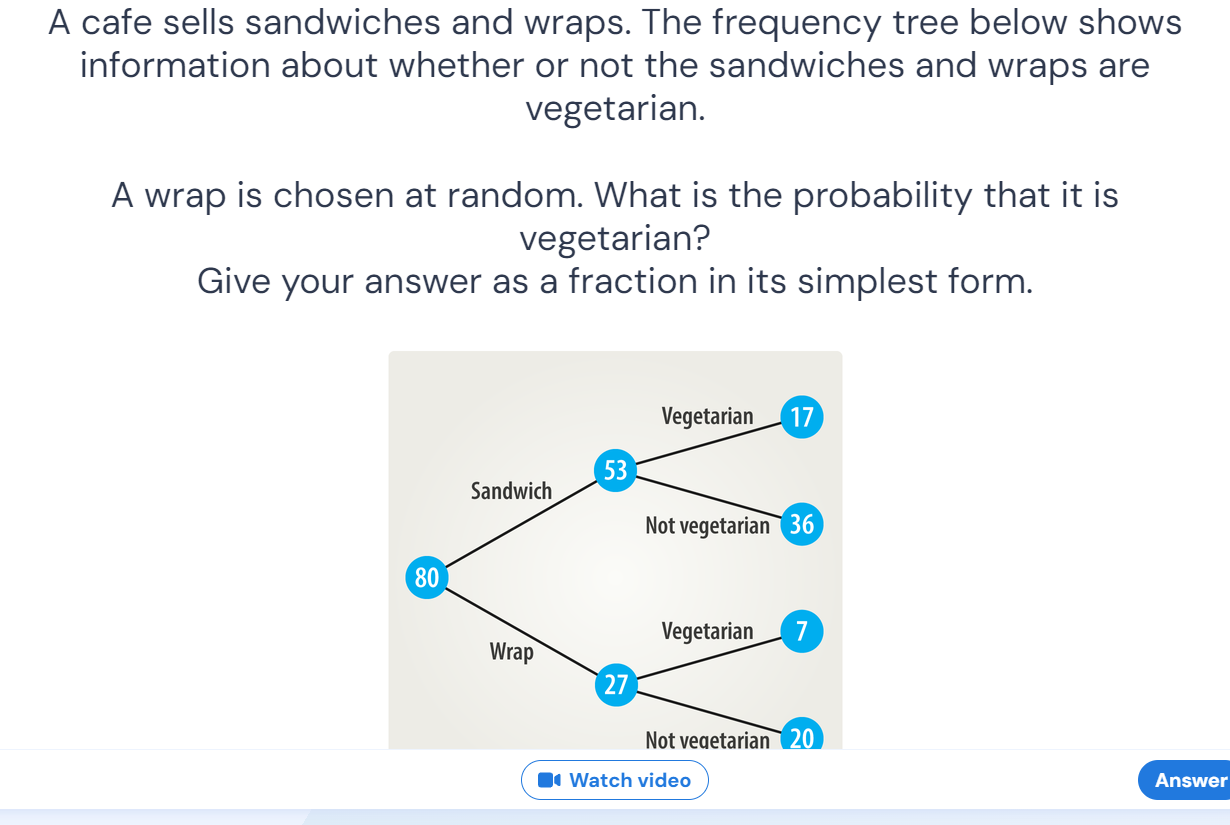 A cafe sells sandwiches and wraps. The frequency tree below shows
information about whether or not the sandwiches and wraps are
vegetarian.
A wrap is chosen at random. What is the probability that it is
vegetarian?
Give your answer as a fraction in its simplest form.
Vegetarian 17
53
Sandwich
Not vegetarian 36
80
Vegetarian 7
Wrap
27
Not vegetarian 20
Watch video
Answer